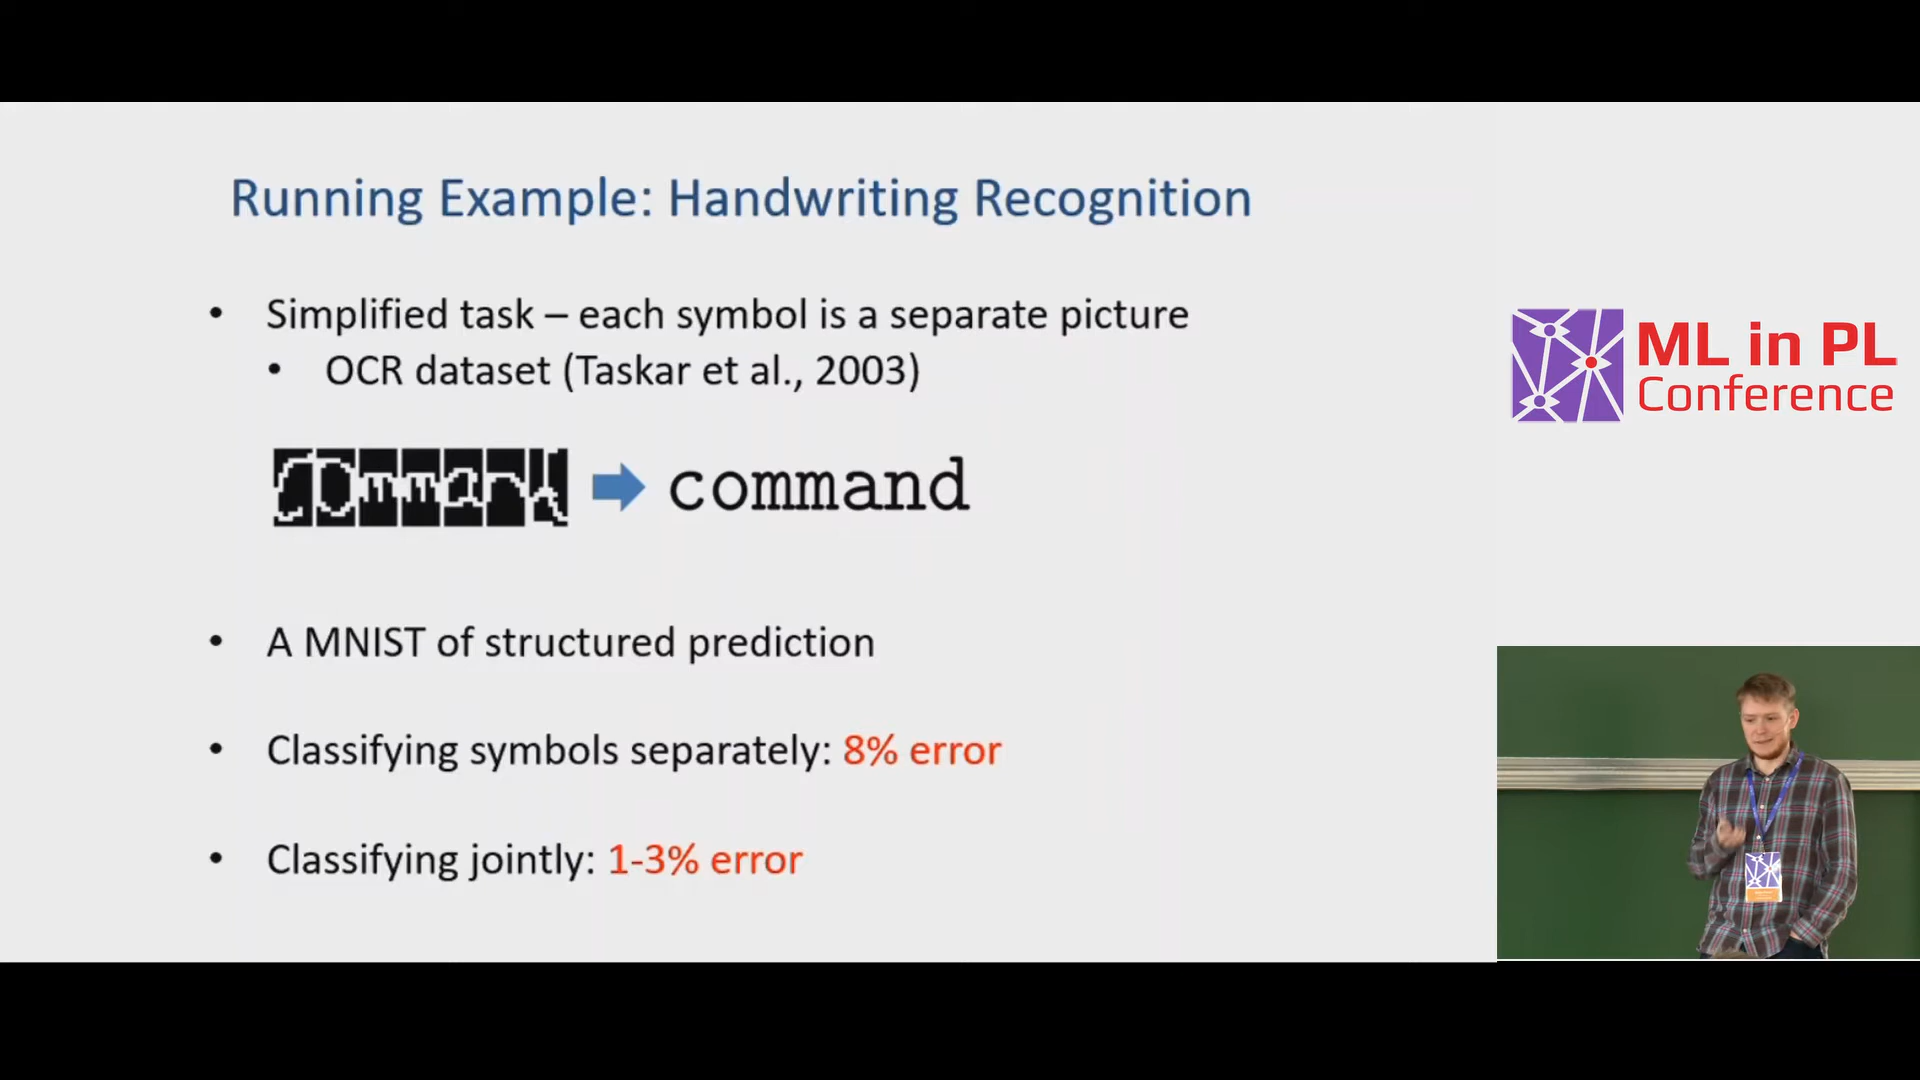 Running Example: Handwriting Recognition
• Simplified task – each symbol is a separate picture
• OCR dataset (Taskar et al., 2003)
command command
• A MNIST of structured prediction
• Classifying symbols separately: 8% error
• Classifying jointly: 1-3% error
ML in PL
Conference